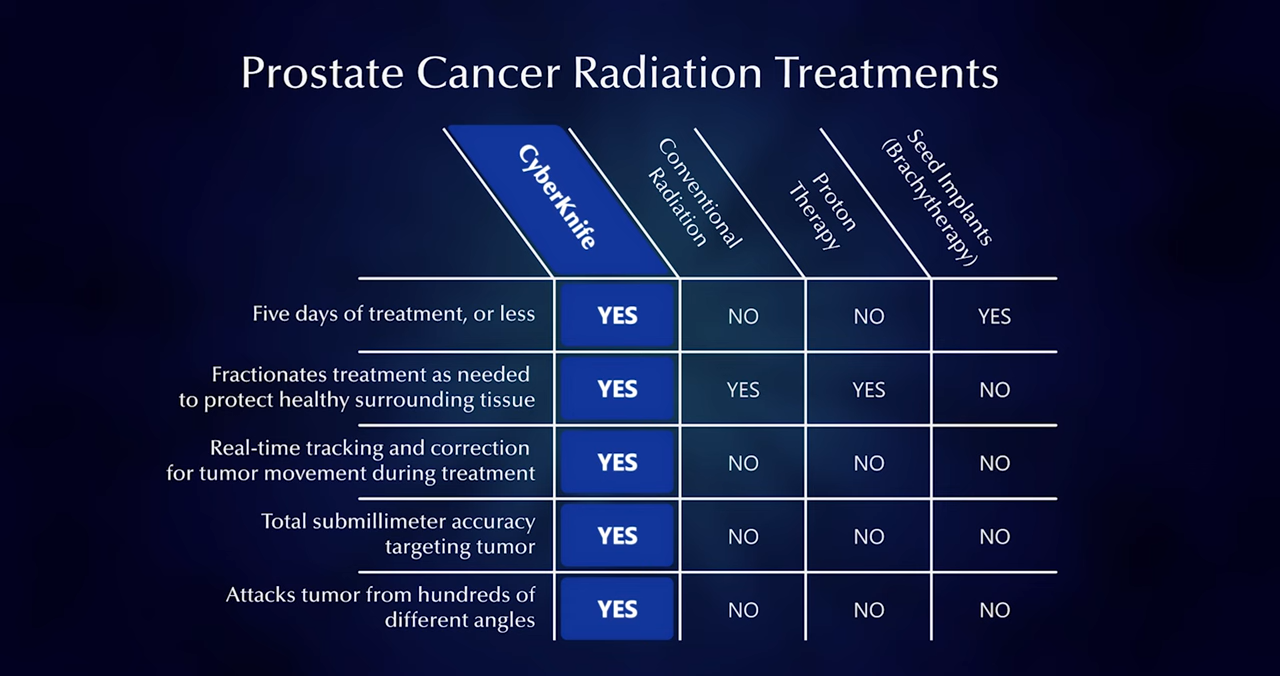 Prostate Cancer Radiation Treatments
CyberKnife
Conventional
Radiation
Proton
Therapy
Seed Implants
(Brachytherapy)
Five days of treatment, or less
YES
NO
NO
YES
Fractionates treatment as needed
to protect healthy surrounding tissue
YES
YES
YES
NO
Real-time tracking and correction
for tumor movement during treatment
YES
NO
NO
NO
Total submillimeter accuracy
targeting tumor
YES
NO
NO
NO
Attacks tumor from hundreds of
different angles
YES
NO
NO
NO